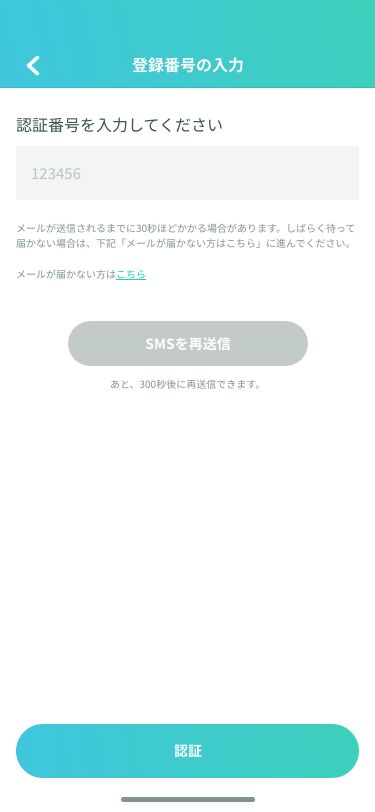 登録番号の入力
認証番号を入力してください
123456
メールが送信されるまでに30秒ほどかかる場合があります。しばらく待って
届かない場合は、下記「メールが届かない方はこちら」に進んでください。
メールが届かない方はこちら
SMSを再送信
あと、300秒後に再送信できます。
認証